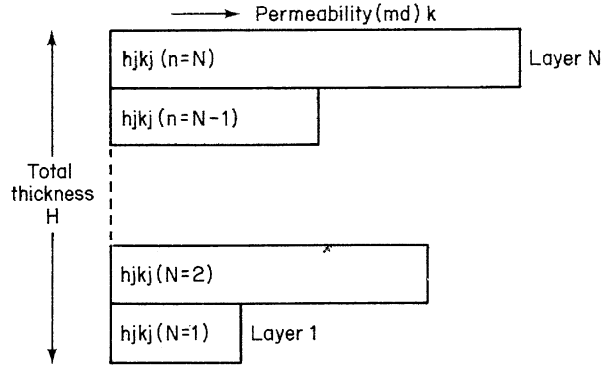 Permeability (md) k
hjkj (n=N)
Layer N
hjkj (n=N-1)
Total
thickness
H
hjkj (N=2)
hjkj (N=1)
Layer 1